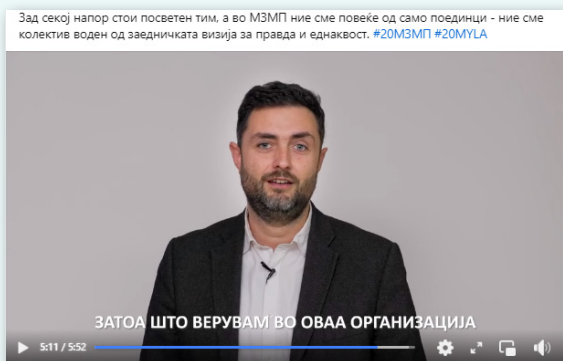 Зад секој напор стои посветен тим, а во МЗМП ние сме повеќе од само поединци - ние сме
колектив воден од заедничката визија за правда и еднаквост. #20МЗМП #20MYLA
ЗАТОА ШТО ВЕРУВАМ ВО ОВАА ОРГАНИЗАЦИЈА
5:11 / 5:52